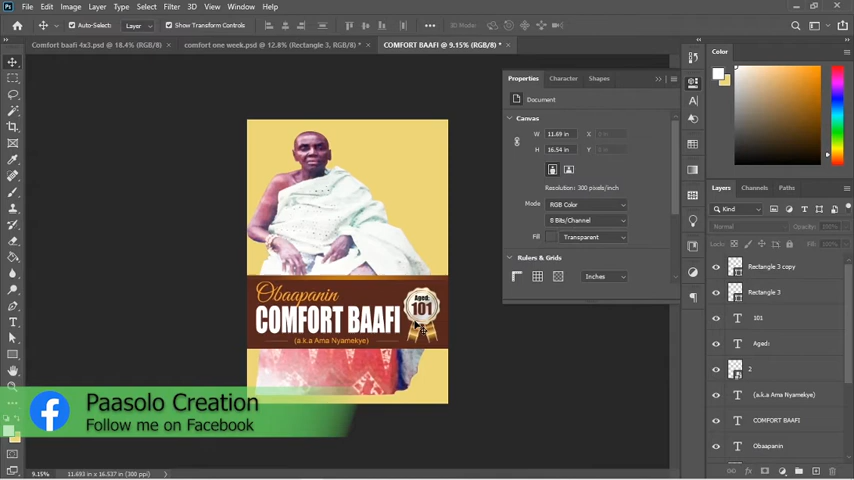 File Edit Image Layer Type Select Filter 3D View Window Help
Auto-Select: Layer Show Transform Controls 3D Mode:
Comfort baafi 4x3.psd @ 18.4% (RGB/8) × comfort one week.psd @ 12.8% (Rectangle 3, RGB/8) * × COMFORT BAAFI @ 9.15% (RGB/8) * ×
Color
Properties Character Shapes
Document
Canvas
W 11.69 in X
H 16.54 in Y
Resolution: 300 pixels/inch
Mode RGB Color
8 Bits/Channel
Fill Transparent
Rulers & Grids
Inches
Layers Channels Paths
Kind
Normal Opacity:
Lock: Fill: 100%
Rectangle 3 copy
Rectangle 3
101
Aged:
2
(a.k.a Ama Nyamekye)
COMFORT BAAFI
Obaapanin
Obaapanin
COMFORT BAAFI
(a.k.a Ama Nyamekye)
Aged:
101
Paasolo Creation
Follow me on Facebook
9.15% 11.693 in x 16.537 in (300 ppi)